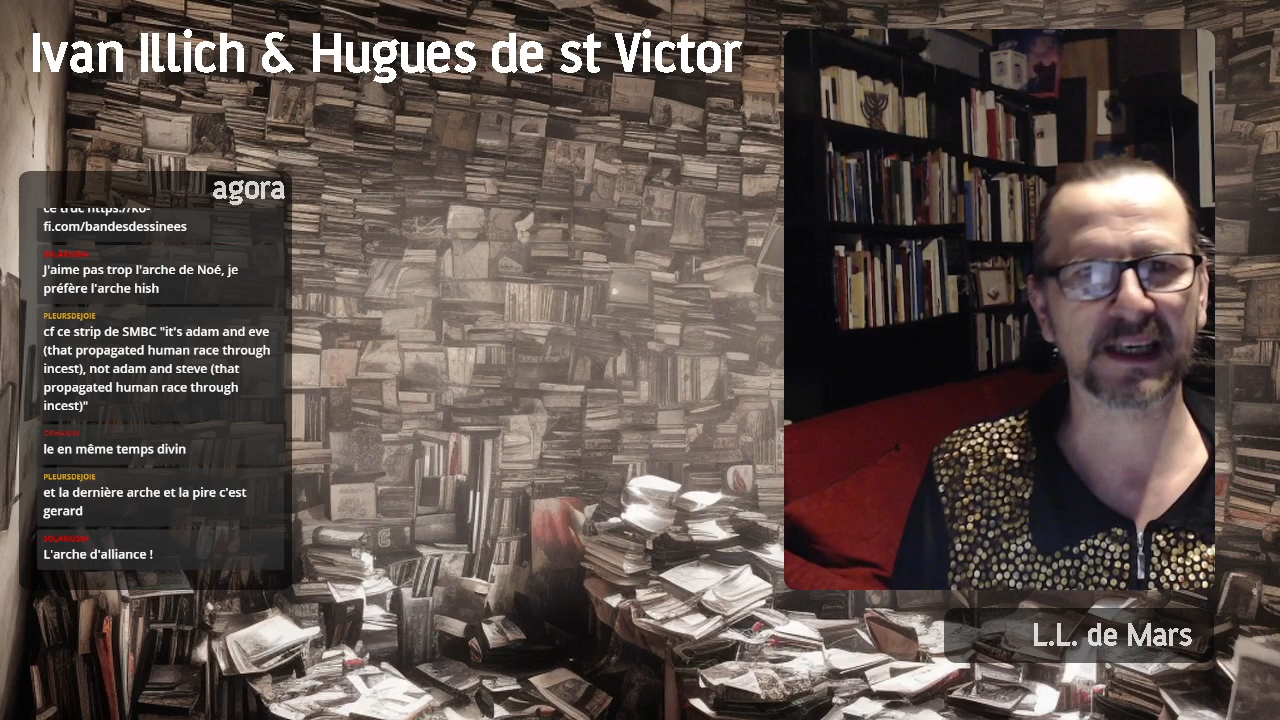 Ivan Illich & Hugues de st Victor
agora
fi.com/bandesdessinees
J'aime pas trop l'arche de Noé, je
préfère l'arche hish
PLEURSDEJOIE
cf ce strip de SMBC "it's adam and eve
(that propagated human race through
incest), not adam and steve (that
propagated human race through
incest)"
le en même temps divin
PLEURSDEJOIE
et la dernière arche et la pire c'est
gerard
L'arche d'alliance !
L.L. de Mars